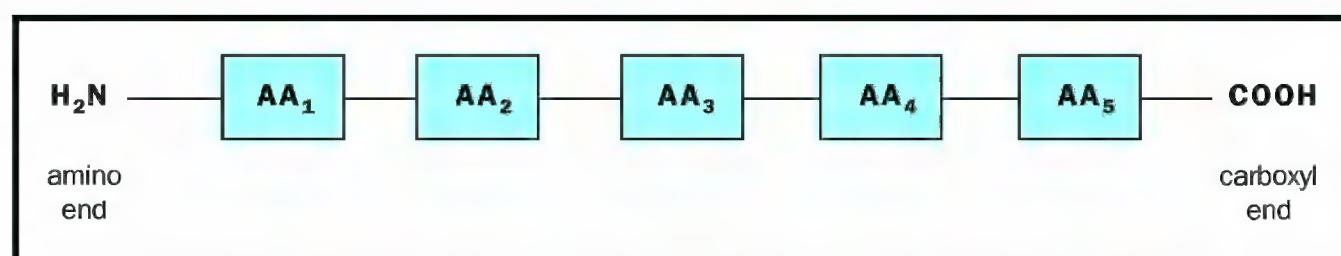 H₂N AA₁ AA₂ AA₃ AA₄ AA₅ COOH
amino carboxyl
end end